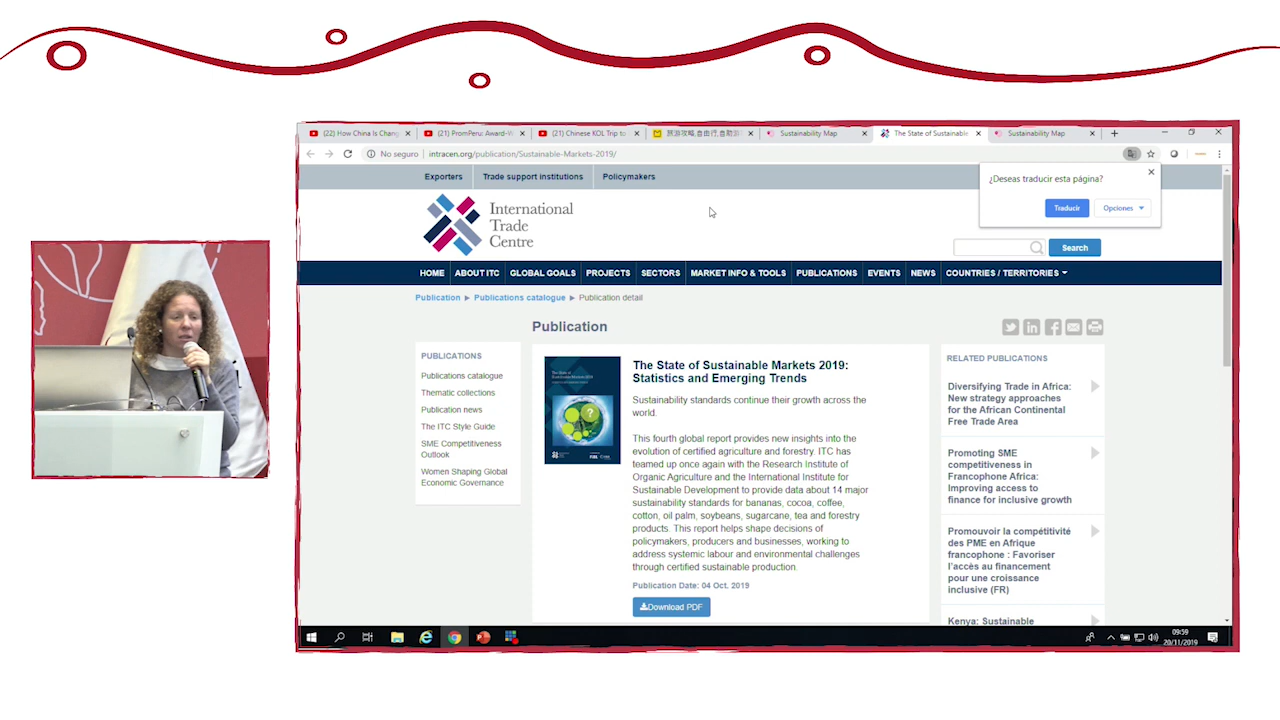 (22) How China Is Chang
(21) PromPeru: Award-W
(21) Chinese KOL Trip to
Sustainability Map
The State of Sustainable
Sustainability Map
No seguro
intracen.org/publication/Sustainable-Markets-2019/
Exporters
Trade support institutions
Policymakers
¿Deseas traducir esta página?
Traducir
Opciones
International
Trade
Centre
Search
HOME
ABOUT ITC
GLOBAL GOALS
PROJECTS
SECTORS
MARKET INFO & TOOLS
PUBLICATIONS
EVENTS
NEWS
COUNTRIES / TERRITORIES
Publication ▶ Publications catalogue ▶ Publication detail
Publication
PUBLICATIONS
Publications catalogue
Thematic collections
Publication news
The ITC Style Guide
SME Competitiveness
Outlook
Women Shaping Global
Economic Governance
The State of Sustainable Markets 2019:
Statistics and Emerging Trends
Sustainability standards continue their growth across the
world.
This fourth global report provides new insights into the
evolution of certified agriculture and forestry. ITC has
teamed up once again with the Research Institute of
Organic Agriculture and the International Institute for
Sustainable Development to provide data about 14 major
sustainability standards for bananas, cocoa, coffee,
cotton, oil palm, soybeans, sugarcane, tea and forestry
products. This report helps shape decisions of
policymakers, producers and businesses, working to
address systemic labour and environmental challenges
through certified sustainable production.
Publication Date: 04 Oct. 2019
Download PDF
RELATED PUBLICATIONS
Diversifying Trade in Africa:
New strategy approaches
for the African Continental
Free Trade Area
Promoting SME
competitiveness in
Francophone Africa:
Improving access to
finance for inclusive growth
Promouvoir la compétitivité
des PME en Afrique
francophone : Favoriser
l'accès au financement
pour une croissance
inclusive (FR)
Kenya: Sustainable
09:59
20/11/2019